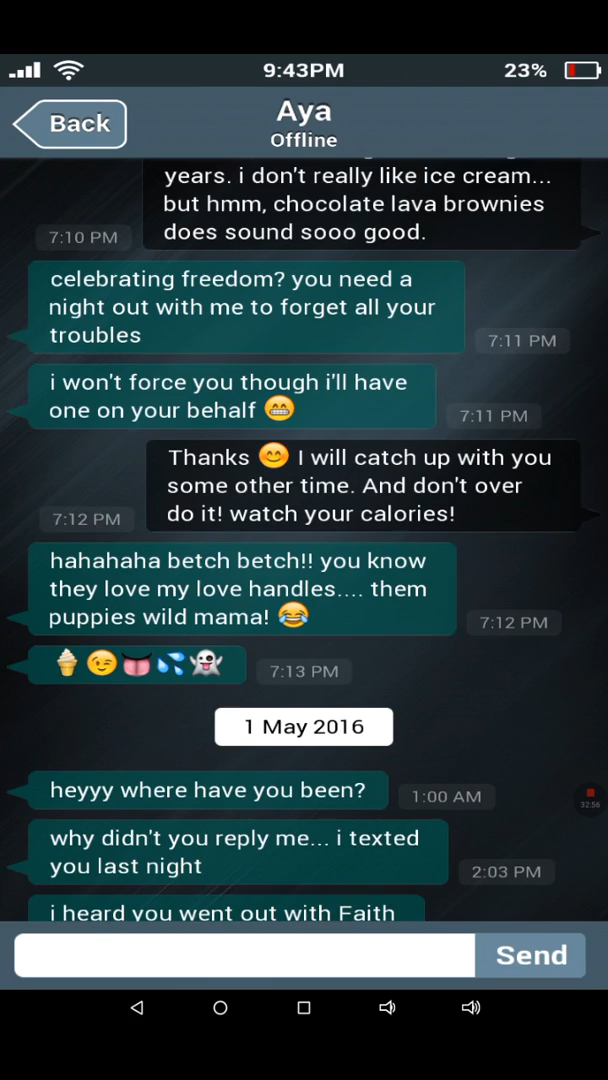 9:43PM
23%
Back
Aya
Offline
years. i don't really like ice cream...
but hmm, chocolate lava brownies
does sound sooo good.
7:10 PM
celebrating freedom? you need a
night out with me to forget all your
troubles
7:11 PM
i won't force you though i'll have
one on your behalf 😁
7:11 PM
Thanks 😊 I will catch up with you
some other time. And don't over
do it! watch your calories!
7:12 PM
hahahaha betch betch!! you know
they love my love handles.... them
puppies wild mama! 😂
7:12 PM
🍦😉👅💦👻
7:13 PM
1 May 2016
heyyy where have you been?
1:00 AM
32:56
why didn't you reply me... i texted
you last night
2:03 PM
i heard you went out with Faith
Send